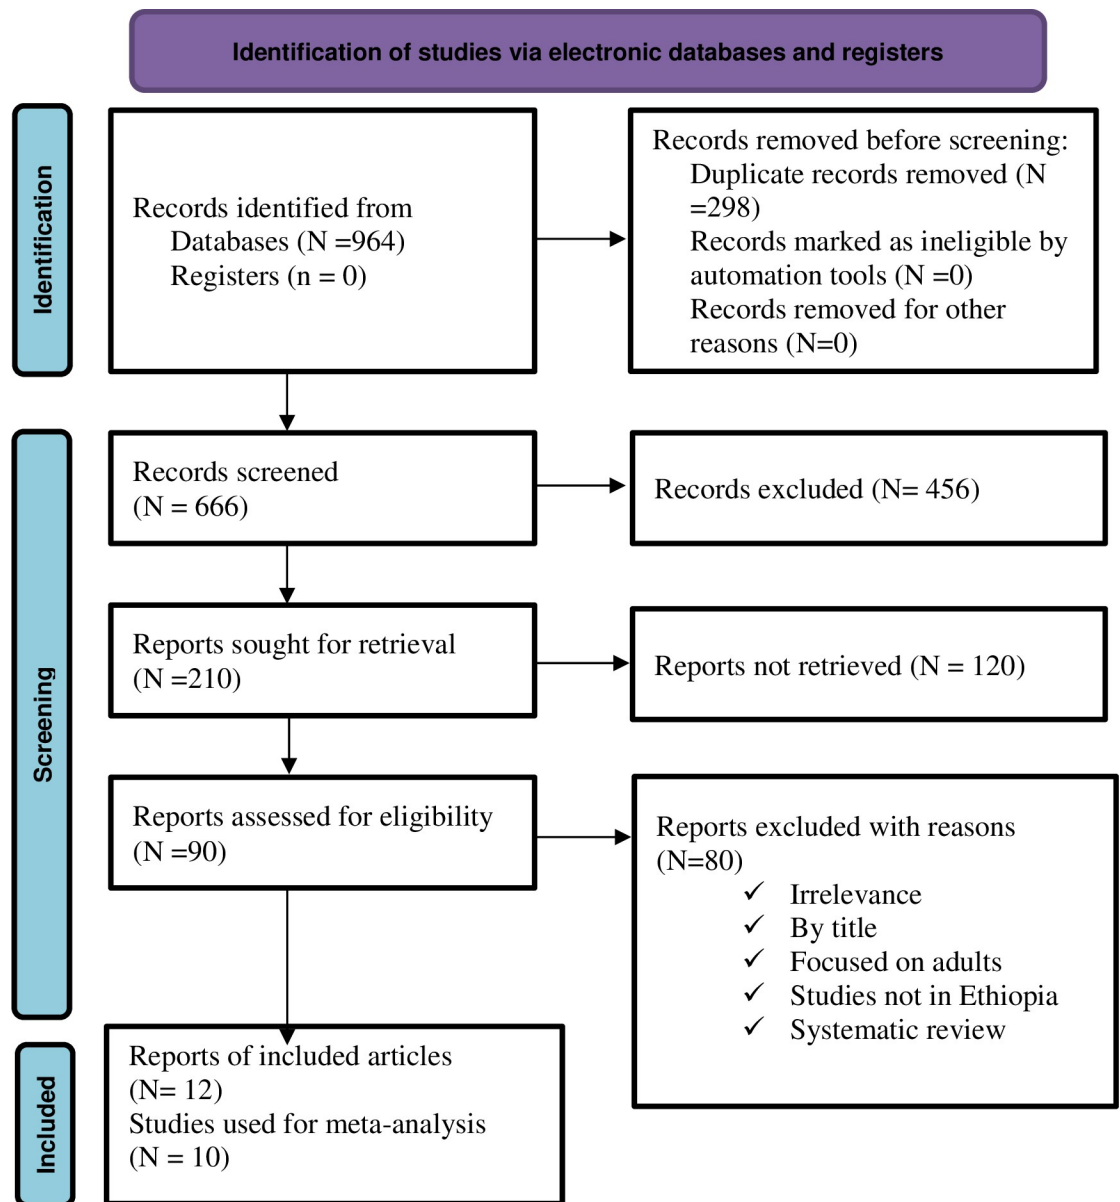 Identification of studies via electronic databases and registers
Identification
Records identified from
Databases (N =964)
Registers (n = 0)
Records removed before screening:
Duplicate records removed (N
=298)
Records marked as ineligible by
automation tools (N =0)
Records removed for other
reasons (N=0)
Screening
Records screened
(N = 666)
Records excluded (N= 456)
Reports sought for retrieval
(N =210)
Reports not retrieved (N = 120)
Reports assessed for eligibility
(N =90)
Reports excluded with reasons
(N=80)
✓ Irrelevance
✓ By title
✓ Focused on adults
✓ Studies not in Ethiopia
✓ Systematic review
Included
Reports of included articles
(N= 12)
Studies used for meta-analysis
(N = 10)